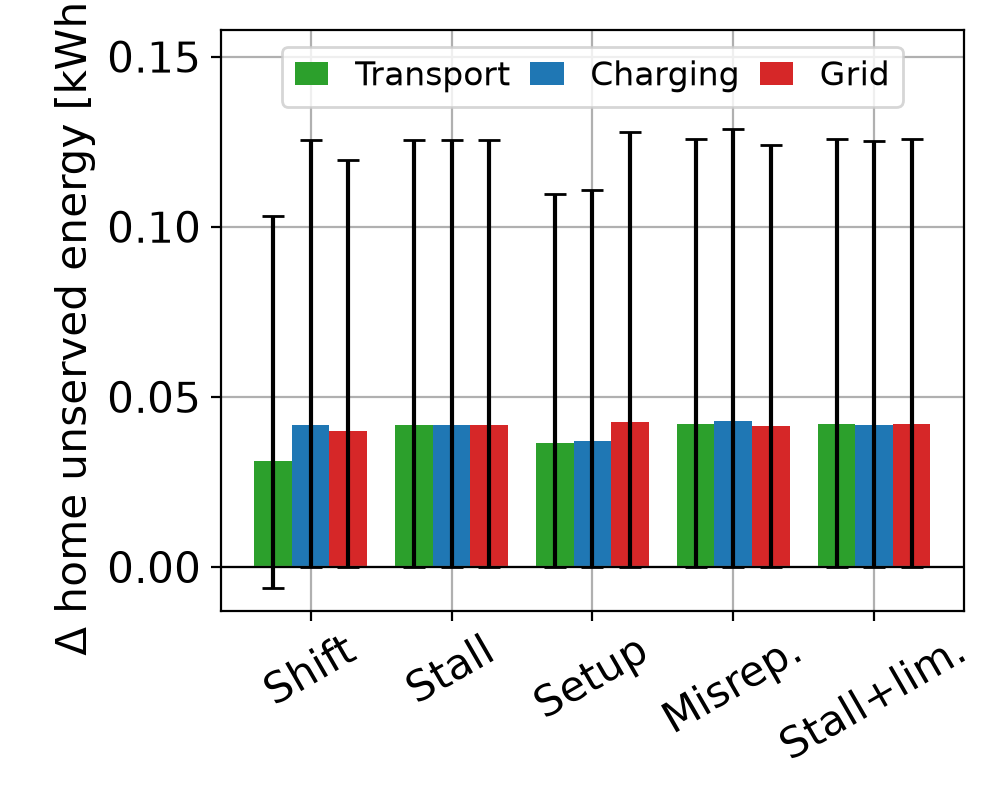 Δ home unserved energy [kWh
0.15
0.10
0.05
0.00
Transport Charging Grid
Shift
Stall
Setup
Misrep.
Stall+lim.